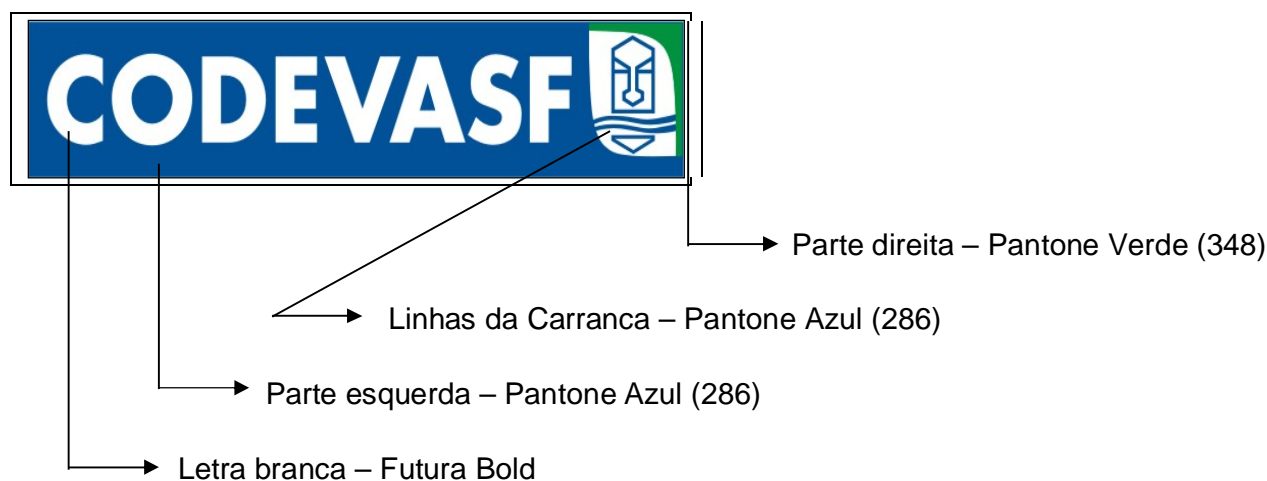 CODEVASF
Parte direita – Pantone Verde (348)
Linhas da Carranca – Pantone Azul (286)
Parte esquerda – Pantone Azul (286)
Letra branca – Futura Bold